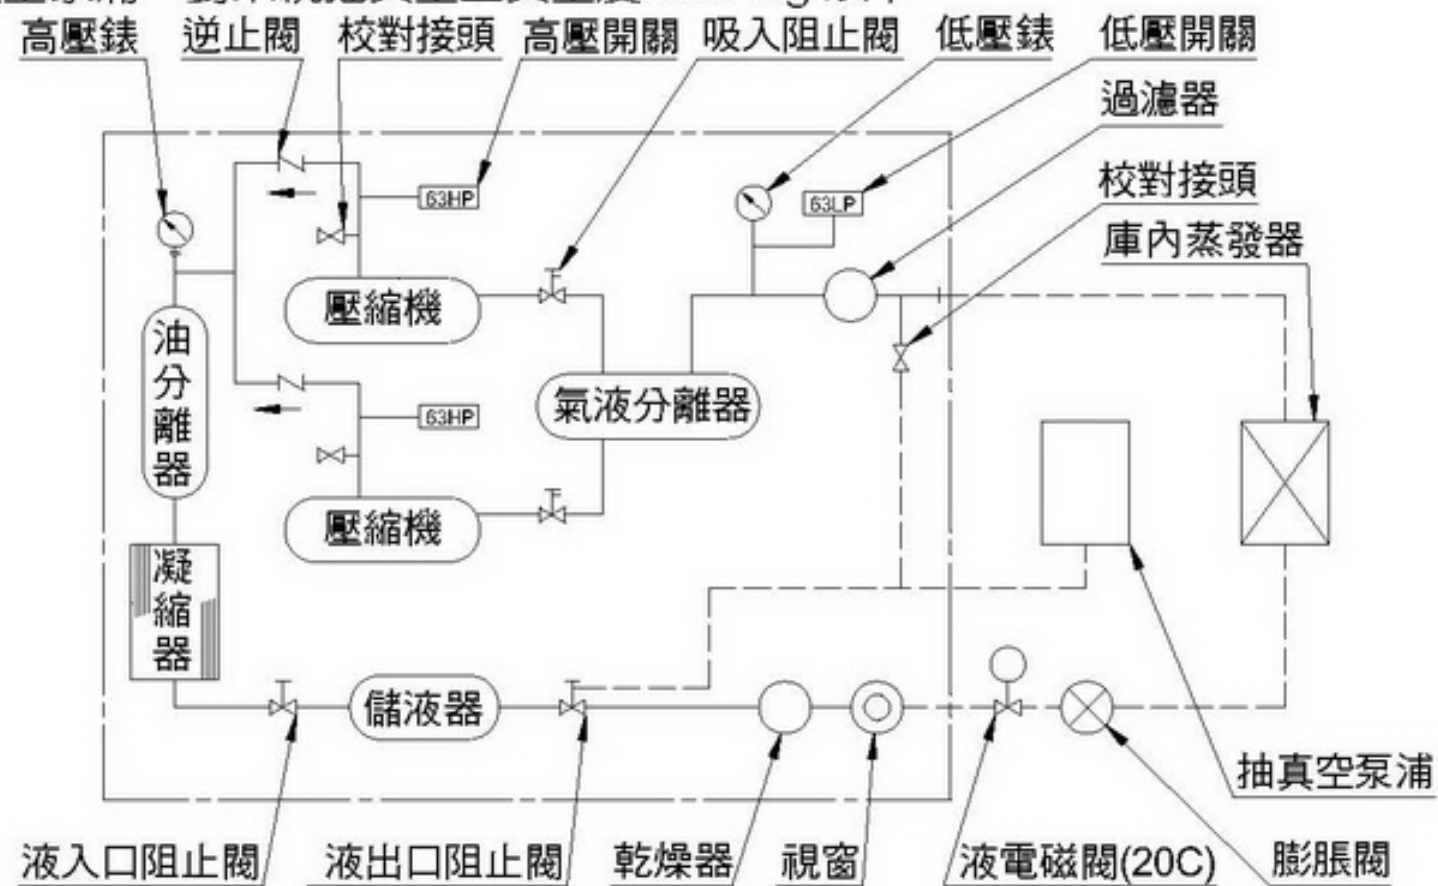 高壓錶 逆止閥 校對接頭 高壓開關 吸入阻止閥 低壓錶 低壓開關
過濾器
校對接頭
63HP
63LP
庫內蒸發器
壓縮機
油分離器
氣液分離器
63HP
壓縮機
凝縮器
儲液器
抽真空泵浦
液入口阻止閥 液出口阻止閥 乾燥器 視窗 液電磁閥(20C) 膨脹閥